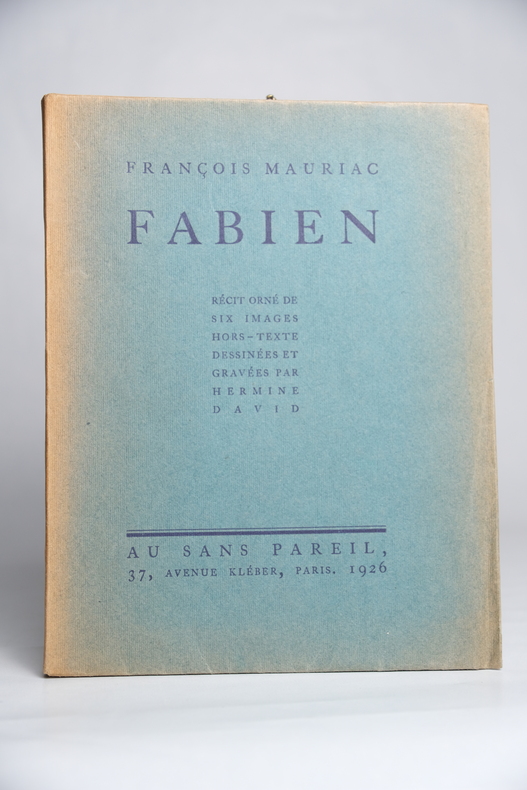 FRANÇOIS MAURIAC
FABIEN
RÉCIT ORNÉ DE
SIX IMAGES
HORS-TEXTE
DESSINÉES ET
GRAVÉES PAR
HERMINE
DAVID
AU SANS PAREIL,
37, AVENUE KLÉBER, PARIS. 1926